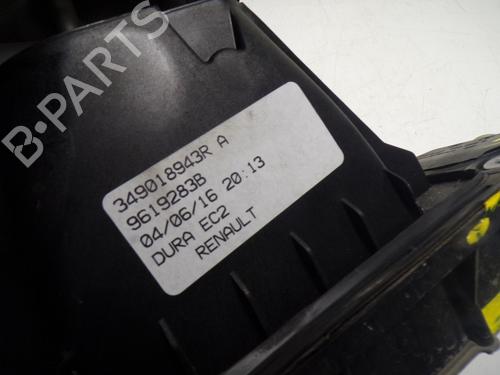 B-PARTS
349018943R A
9619283B
04/06/16 20:13
DURA EC2
RENAULT